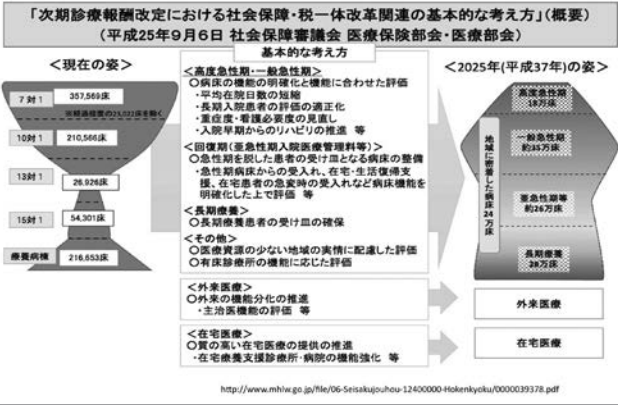 「次期診療報酬改定における社会保障・税一体改革関連の基本的な考え方」(概要)
(平成25年9月6日 社会保障審議会 医療保険部会・医療部会)
<現在の姿>
7対1
357,569床
10対1
210,566床
13対1
26,926床
15対1
54,301床
療養病棟
216,653床
基本的な考え方
<高度急性期・一般急性期>
○病床の機能の明確化と機能に合わせた評価
・平均在院日数の短縮
・長期入院患者の評価の適正化
・重症度・看護必要度の見直し
・入院早期からのリハビリの推進 等
<回復期(亜急性期入院医療管理料等)>
○急性期を脱した患者の受け皿となる病床の整備
・急性期病床からの受入れ、在宅・生活復帰支
援、在宅患者の急変時の受入れなど病床機能を
明確化した上で評価 等
<長期療養>
○長期療養患者の受け皿の確保
<その他>
○医療資源の少ない地域の実情に配慮した評価
○有床診療所の機能に応じた評価
<外来医療>
○外来の機能分化の推進
・主治医機能の評価 等
<在宅医療>
○質の高い在宅医療の提供の推進
・在宅療養支援診療所・病院の機能強化 等
<2025年(平成37年)の姿>
高度急性期
18万床
一般急性期
約35万床
亜急性期等
約26万床
長期療養
28万床
地域に密着した病床24万床
外来医療
在宅医療
http://www.mhlw.go.jp/file/06-Seisakujouhou-12400000-Hokenkyoku/0000039378.pdf